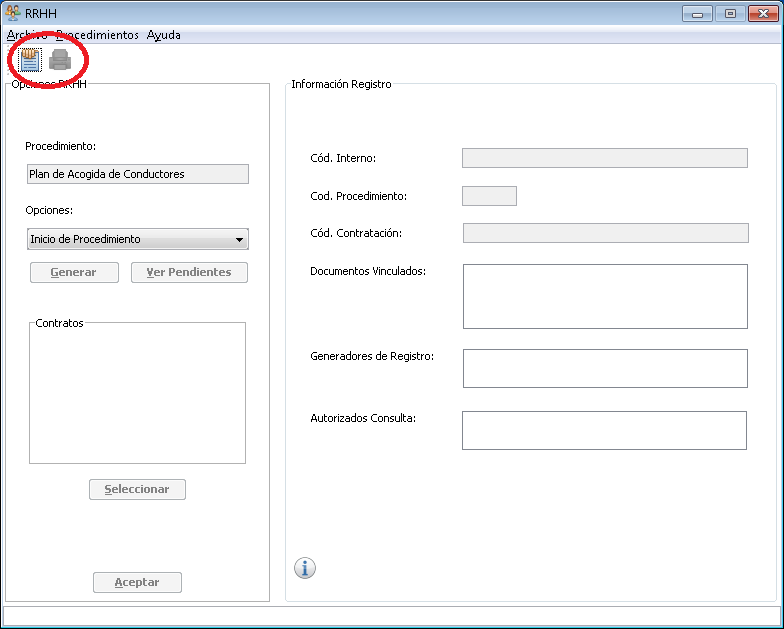 RRHH
Archivo Procedimientos Ayuda
Opciones RRHH
Procedimiento:
Plan de Acogida de Conductores
Opciones:
Inicio de Procedimiento
Generar Ver Pendientes
Contratos
Seleccionar
Aceptar
Información Registro
Cód. Interno:
Cod. Procedimiento:
Cód. Contratación:
Documentos Vinculados:
Generadores de Registro:
Autorizados Consulta: